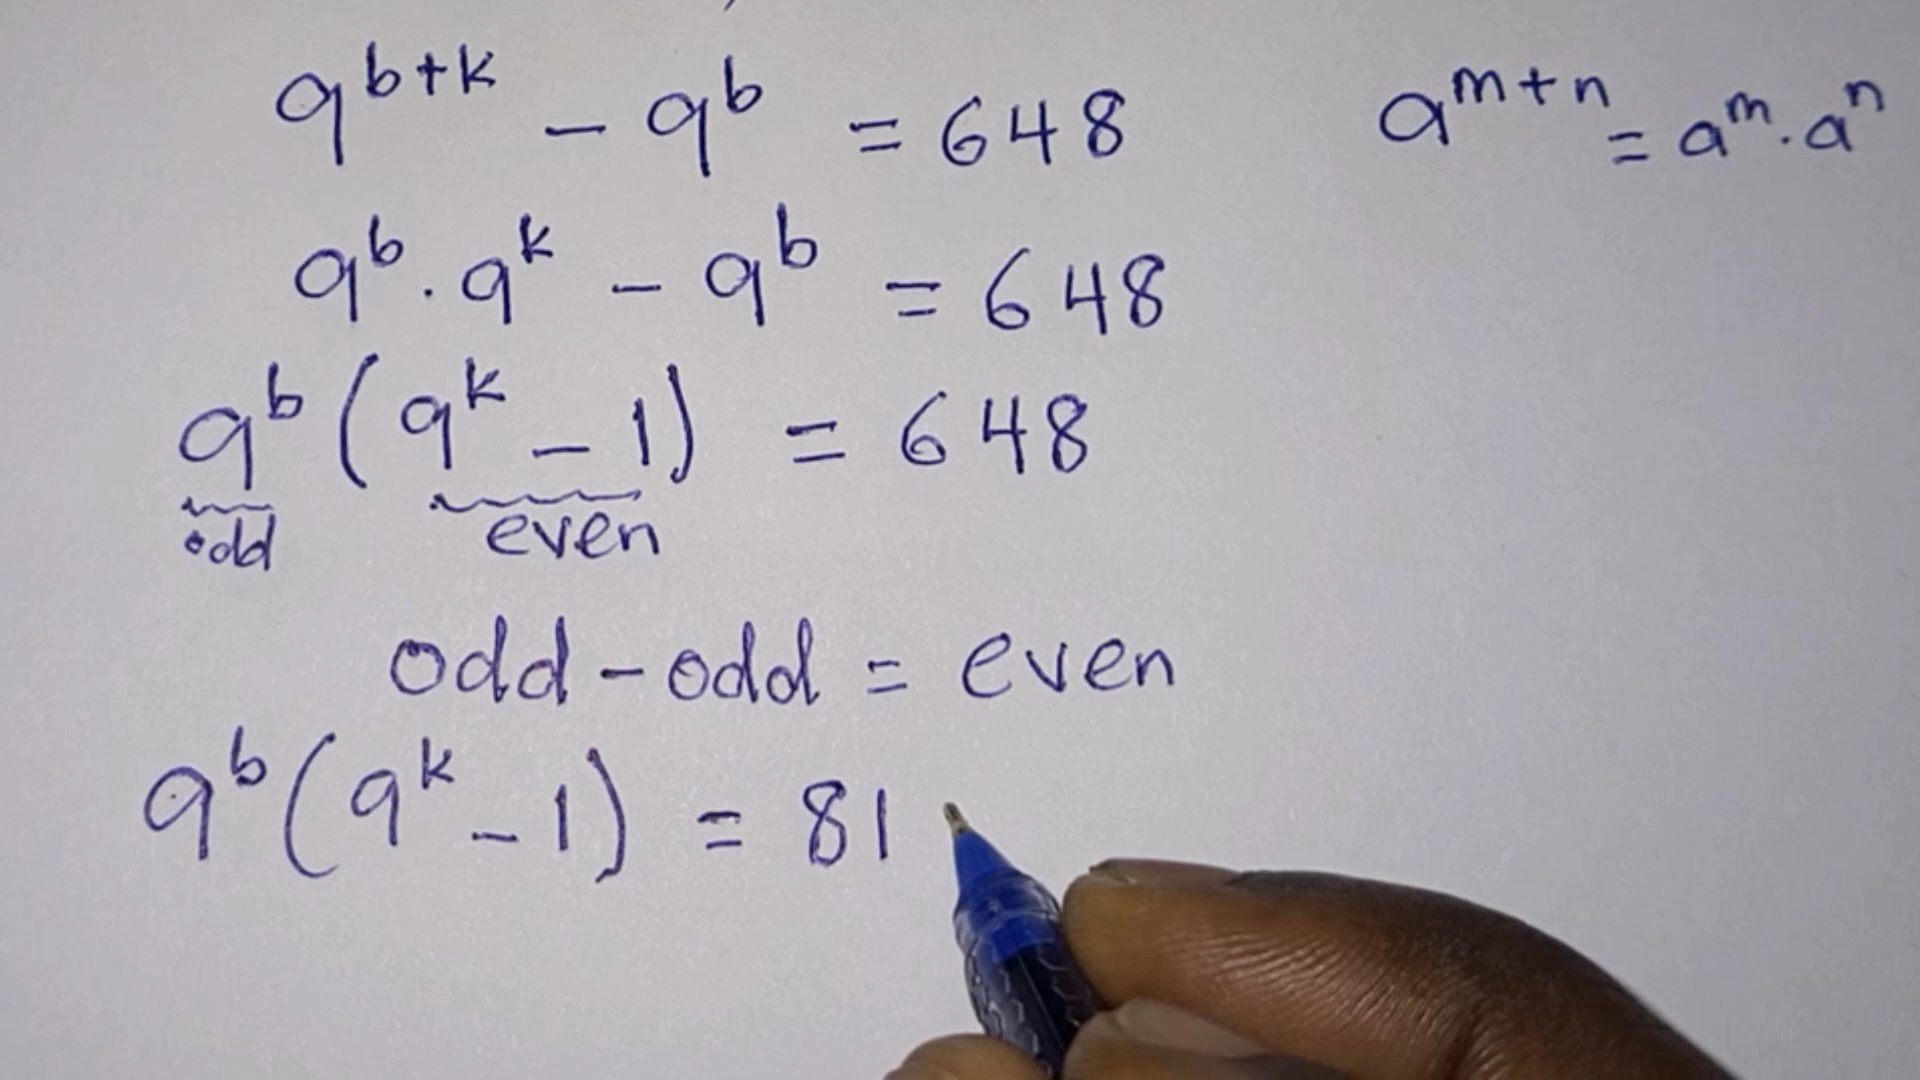 9^{b+k} - 9^b = 648
a^{m+n} = a^m . a^n
9^b . 9^k - 9^b = 648
9^b (9^k - 1) = 648
odd even
odd - odd = even
9^b (9^k - 1) = 81